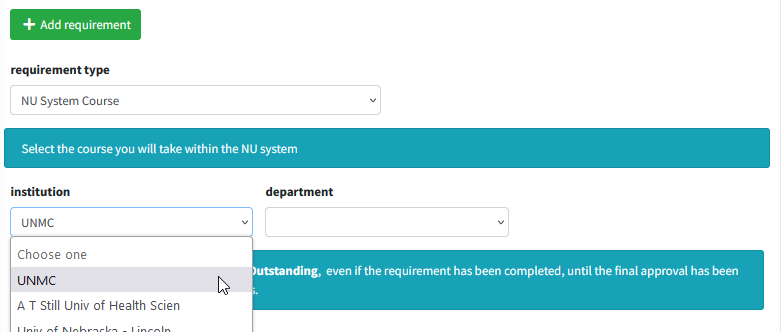 Add requirement
requirement type
NU System Course
Select the course you will take within the NU system
institution department
UNMC
Choose one
Outstanding, even if the requirement has been completed, until the final approval has been
UNMC
s.
A T Still Univ of Health Scien
Univ of Nebraska - Lincoln